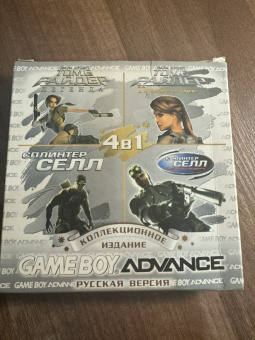 TOMB
RAIDER
ЛЕГЕНДА
TOMB
RAIDER
4в1
СПЛИНТЕР
СЕЛЛ
СПЛИНТЕР
СЕЛЛ
КОЛЛЕКЦИОННОЕ
ИЗДАНИЕ
GAME BOY ADVANCE
РУССКАЯ ВЕРСИЯ